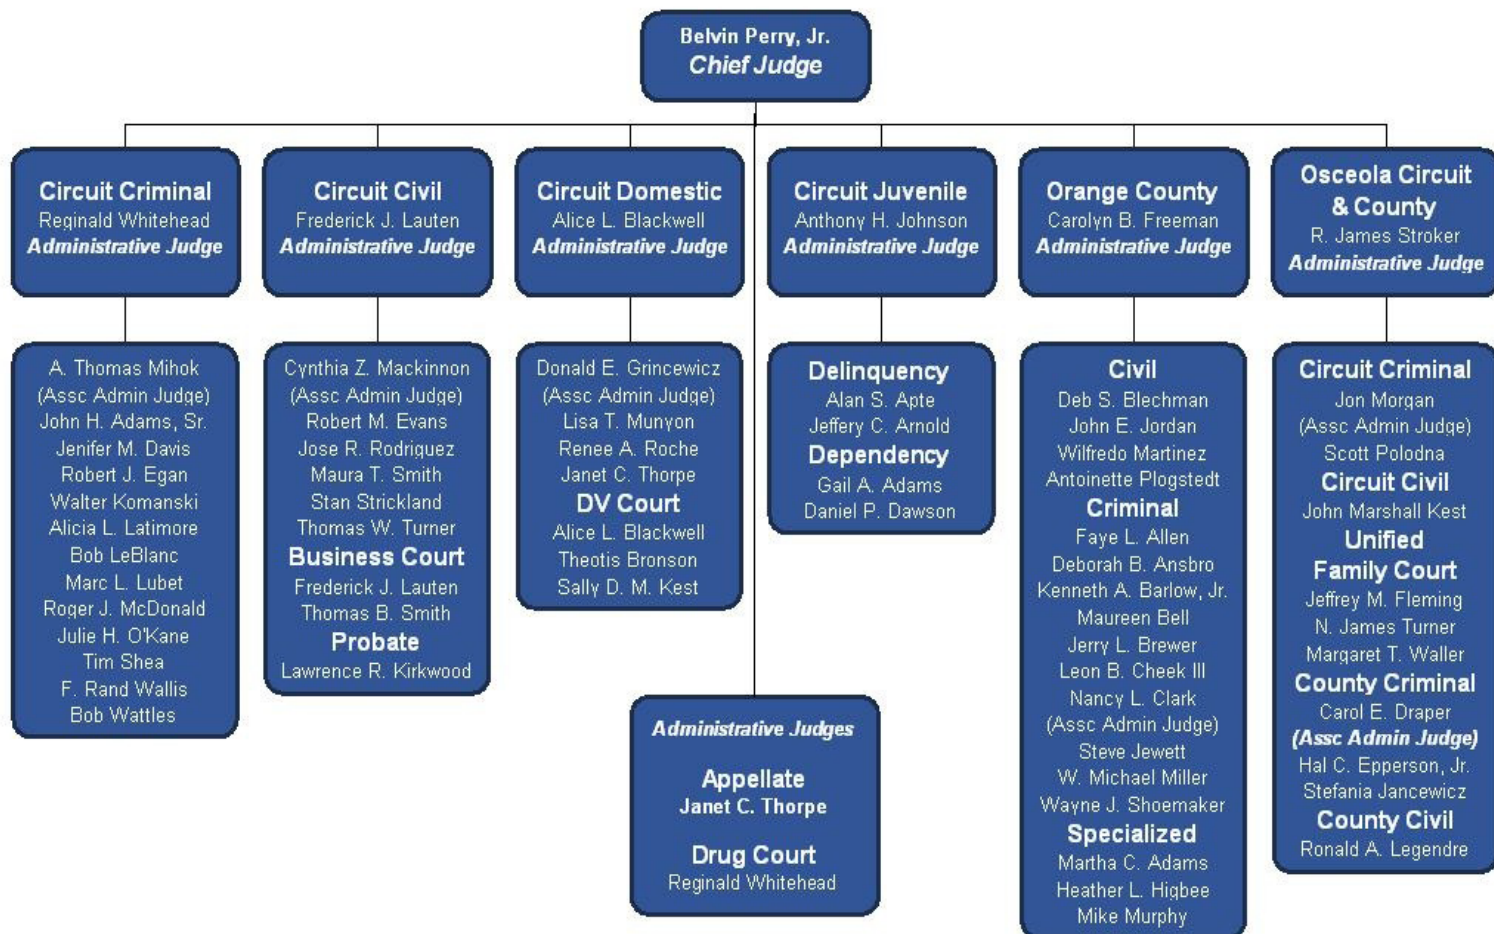 Belvin Perry, Jr.
Chief Judge
Circuit Criminal
Reginald Whitehead
Administrative Judge
Circuit Civil
Frederick J. Lauten
Administrative Judge
Circuit Domestic
Alice L. Blackwell
Administrative Judge
Circuit Juvenile
Anthony H. Johnson
Administrative Judge
Orange County
Carolyn B. Freeman
Administrative Judge
Osceola Circuit
& County
R. James Stroker
Administrative Judge
A. Thomas Mihok
(Assc Admin Judge)
John H. Adams, Sr.
Jenifer M. Davis
Robert J. Egan
Walter Komanski
Alicia L. Latimore
Bob LeBlanc
Marc L. Lubet
Roger J. McDonald
Julie H. O'Kane
Tim Shea
F. Rand Wallis
Bob Wattles
Cynthia Z. Mackinnon
(Assc Admin Judge)
Robert M. Evans
Jose R. Rodriguez
Maura T. Smith
Stan Strickland
Thomas W. Turner
Business Court
Frederick J. Lauten
Thomas B. Smith
Probate
Lawrence R. Kirkwood
Donald E. Grincewicz
(Assc Admin Judge)
Lisa T. Munyon
Renee A. Roche
Janet C. Thorpe
DV Court
Alice L. Blackwell
Theotis Bronson
Sally D. M. Kest
Delinquency
Alan S. Apte
Jeffery C. Arnold
Dependency
Gail A. Adams
Daniel P. Dawson
Civil
Deb S. Blechman
John E. Jordan
Wilfredo Martinez
Antoinette Plogstedt
Criminal
Faye L. Allen
Deborah B. Ansbro
Kenneth A. Barlow, Jr.
Maureen Bell
Jerry L. Brewer
Leon B. Cheek III
Nancy L. Clark
(Assc Admin Judge)
Steve Jewett
W. Michael Miller
Wayne J. Shoemaker
Specialized
Martha C. Adams
Heather L. Higbee
Mike Murphy
Circuit Criminal
Jon Morgan
(Assc Admin Judge)
Scott Polodna
Circuit Civil
John Marshall Kest
Unified
Family Court
Jeffrey M. Fleming
N. James Turner
Margaret T. Waller
County Criminal
Carol E. Draper
(Assc Admin Judge)
Hal C. Epperson, Jr.
Stefania Jancewicz
County Civil
Ronald A. Legendre
Administrative Judges
Appellate
Janet C. Thorpe
Drug Court
Reginald Whitehead